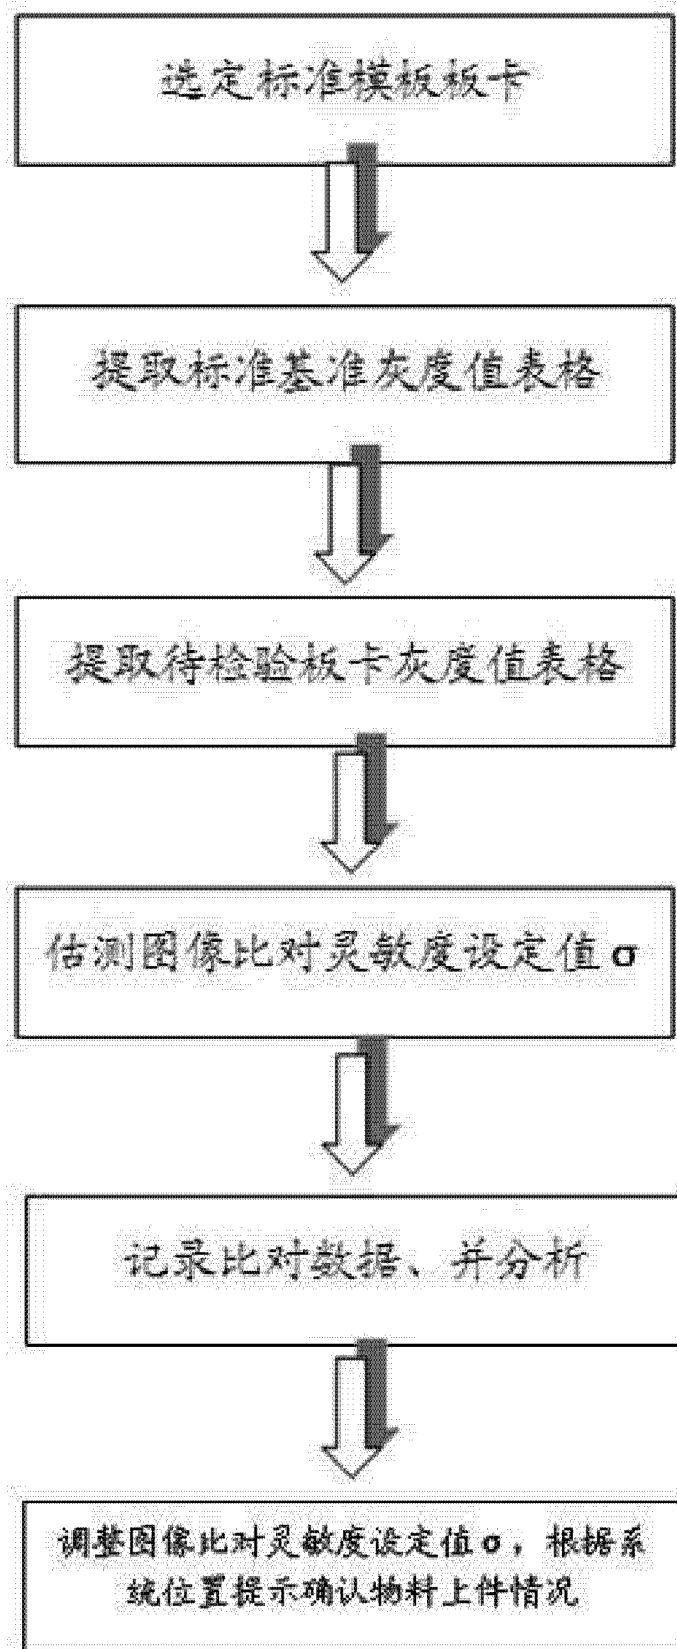 选定标准模板板卡
提取标准基准灰度值表格
提取待检验板卡灰度值表格
估测图像比对灵敏度设定值σ
记录比对数据、并分析
调整图像比对灵敏度设定值σ，根据系
统位置提示确认物料上件情况